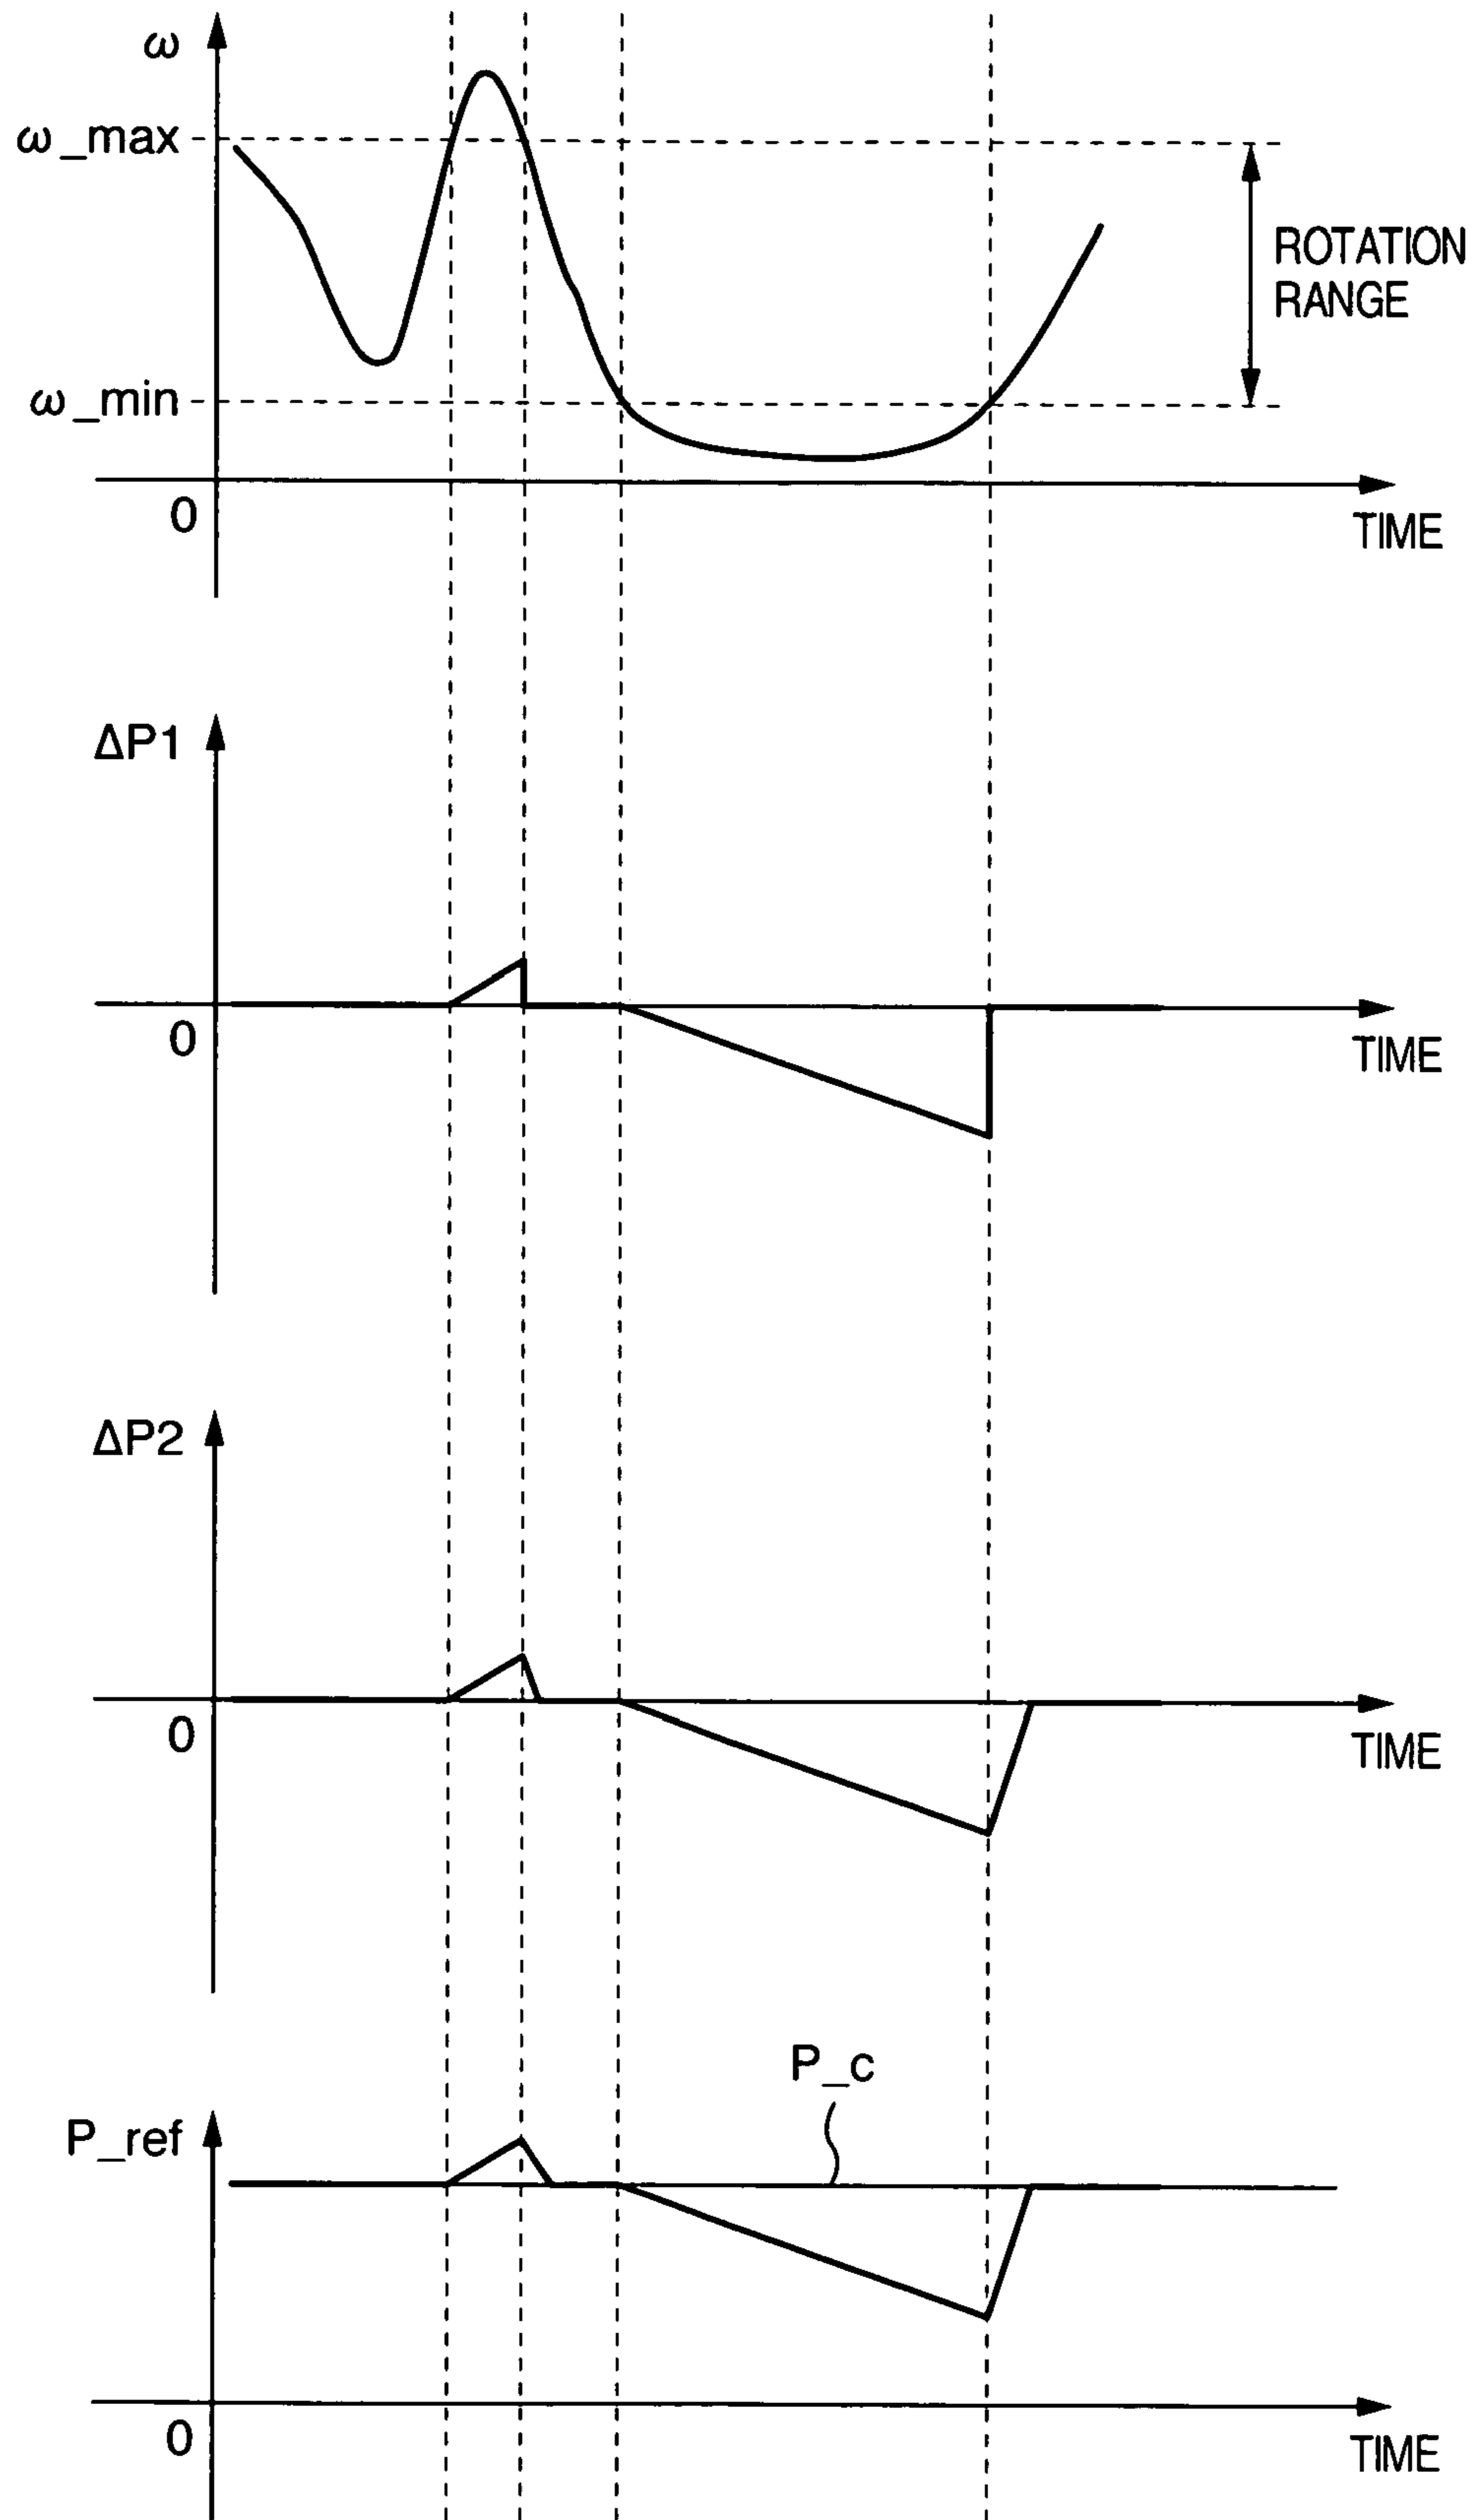 ω
ω_max
ROTATION
RANGE
ω_min
0
TIME
ΔP1
0
TIME
ΔP2
0
TIME
P_c
P_ref
0
TIME